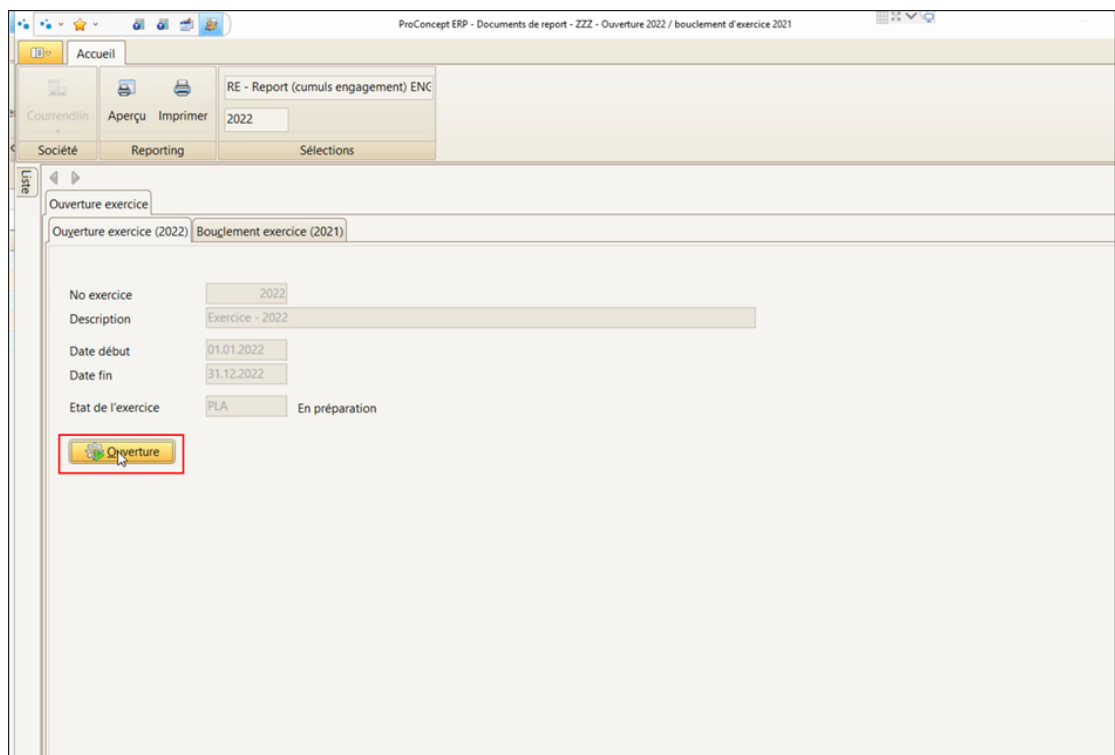 ProConcept ERP - Documents de report - ZZZ - Ouverture 2022 / bouclement d'exercice 2021
Accueil
Courrendlin
Aperçu
Imprimer
RE - Report (cumuls engagement) ENG
2022
Société
Reporting
Sélections
Liste
Ouverture exercice
Ouverture exercice (2022)
Bouclement exercice (2021)
No exercice
2022
Description
Exercice - 2022
Date début
01.01.2022
Date fin
31.12.2022
Etat de l'exercice
PLA
En préparation
Ouverture